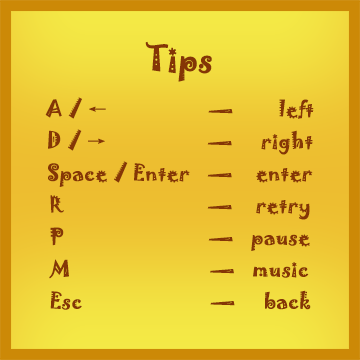 Tips
A / ← — left
D / → — right
Space / Enter — enter
R — retry
P — pause
M — music
Esc — back